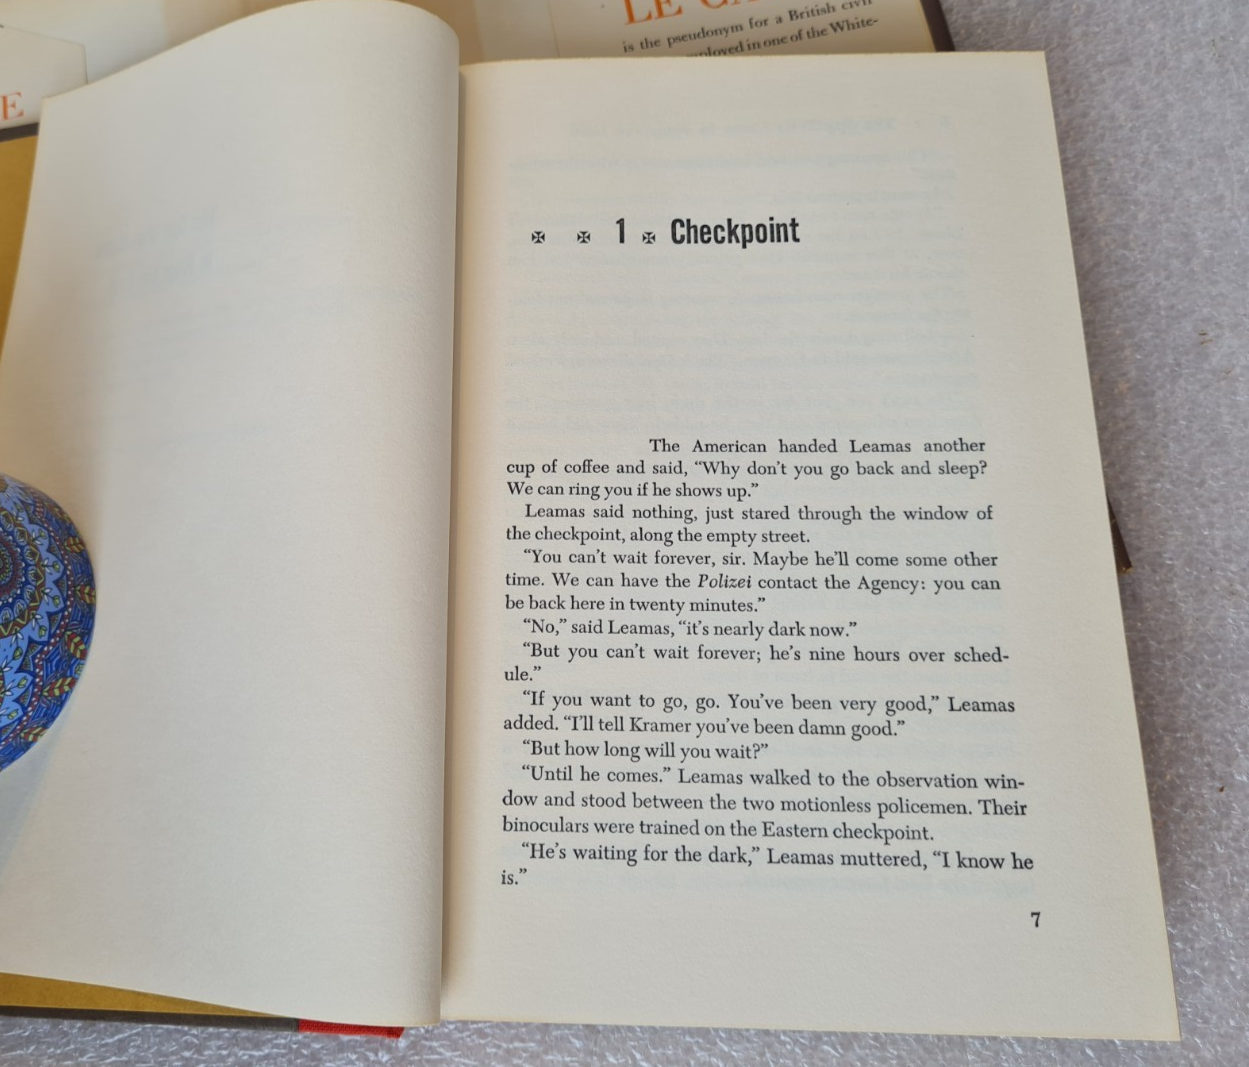 LE
is the pseudonym for a British civil
employed in one of the White-
E
1 Checkpoint
The American handed Leamas another
cup of coffee and said, “Why don’t you go back and sleep?
We can ring you if he shows up.”
Leamas said nothing, just stared through the window of
the checkpoint, along the empty street.
“You can’t wait forever, sir. Maybe he’ll come some other
time. We can have the Polizei contact the Agency: you can
be back here in twenty minutes.”
“No,” said Leamas, “it’s nearly dark now.”
“But you can’t wait forever; he’s nine hours over sched-
ule.”
“If you want to go, go. You’ve been very good,” Leamas
added. “I’ll tell Kramer you’ve been damn good.”
“But how long will you wait?”
“Until he comes.” Leamas walked to the observation win-
dow and stood between the two motionless policemen. Their
binoculars were trained on the Eastern checkpoint.
“He’s waiting for the dark,” Leamas muttered, “I know he
is.”
7